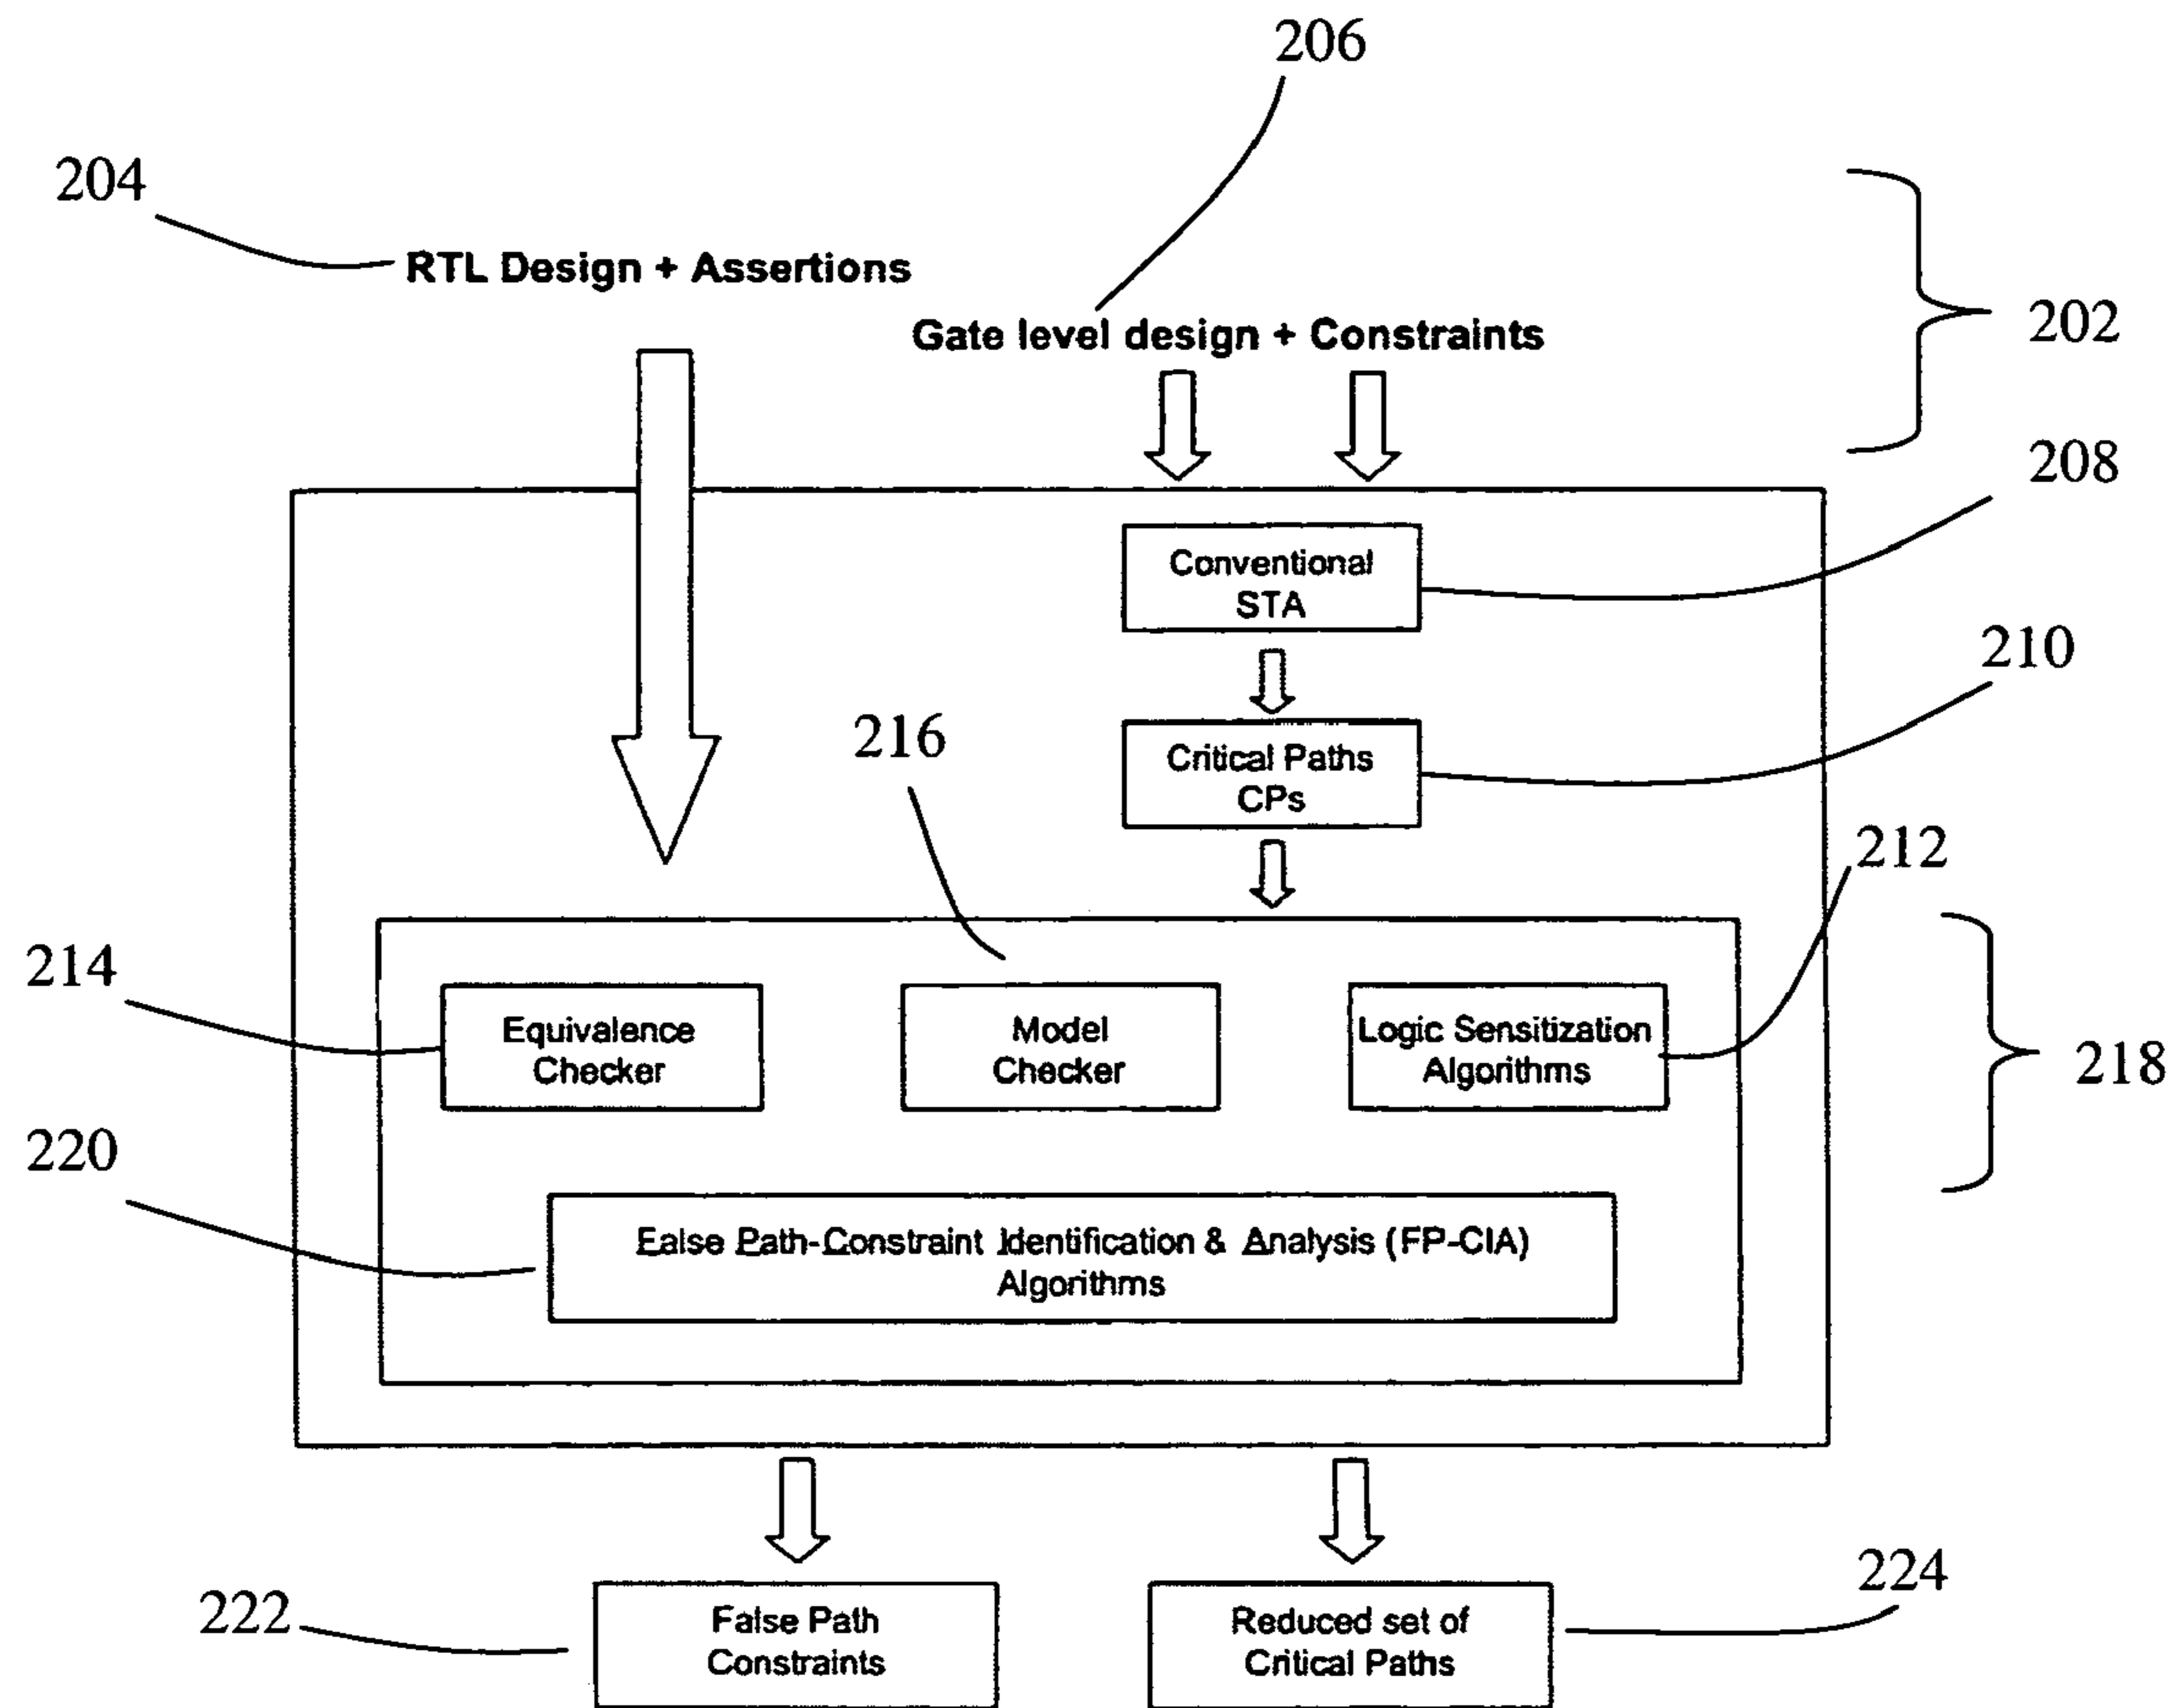 206
204
RTL Design + Assertions
Gate level design + Constraints
202
208
Conventional
STA
210
216
Critical Paths
CPs
212
214
Equivalence
Checker
Model
Checker
Logic Sensitization
Algorithms
218
220
False Path-Constraint Identification & Analysis (FP-CIA)
Algorithms
222
False Path
Constraints
Reduced set of
Critical Paths
224